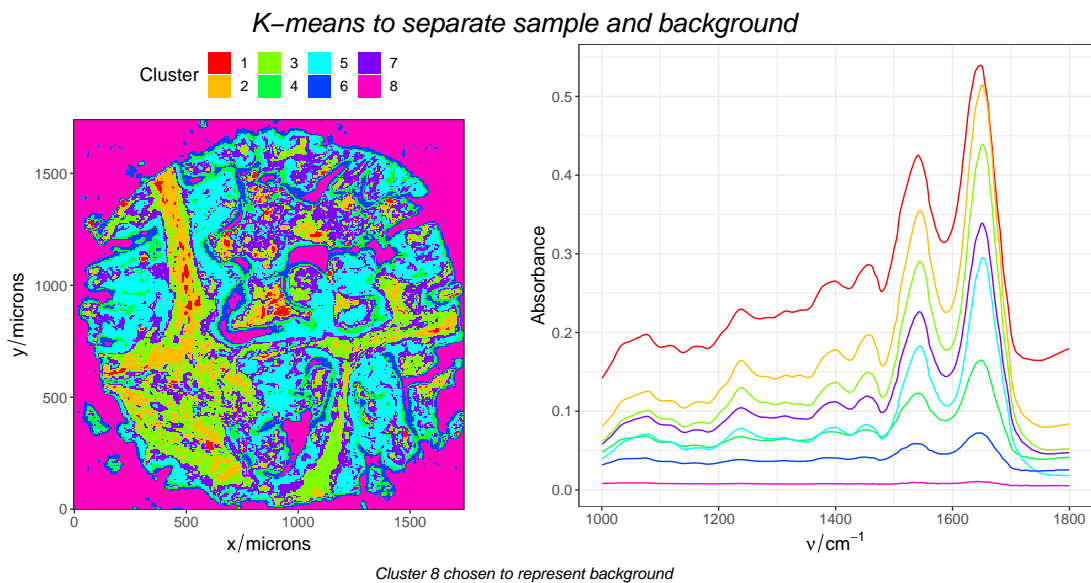 K−means to separate sample and background
Cluster
1 3 5 7
2 4 6 8
y/microns
1500
1000
500
0
0 500 1000 1500
x/microns
Absorbance
0.5
0.4
0.3
0.2
0.1
0.0
1000 1200 1400 1600 1800
ν/cm⁻¹
Cluster 8 chosen to represent background